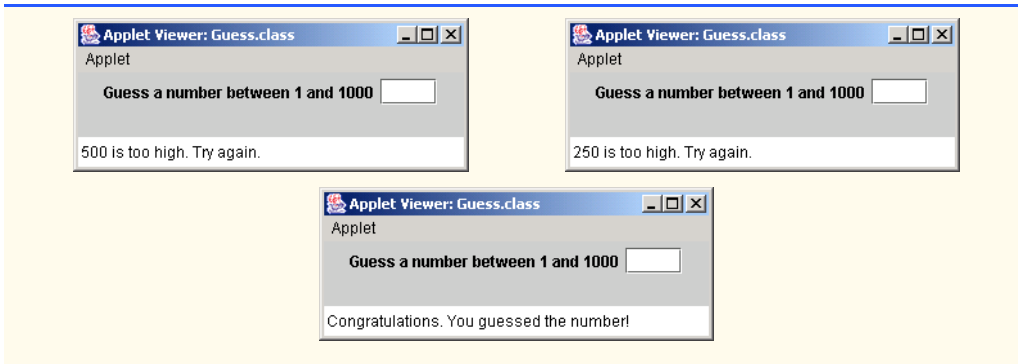 Applet Viewer: Guess.class
Applet
Guess a number between 1 and 1000
500 is too high. Try again.
Applet Viewer: Guess.class
Applet
Guess a number between 1 and 1000
250 is too high. Try again.
Applet Viewer: Guess.class
Applet
Guess a number between 1 and 1000
Congratulations. You guessed the number!